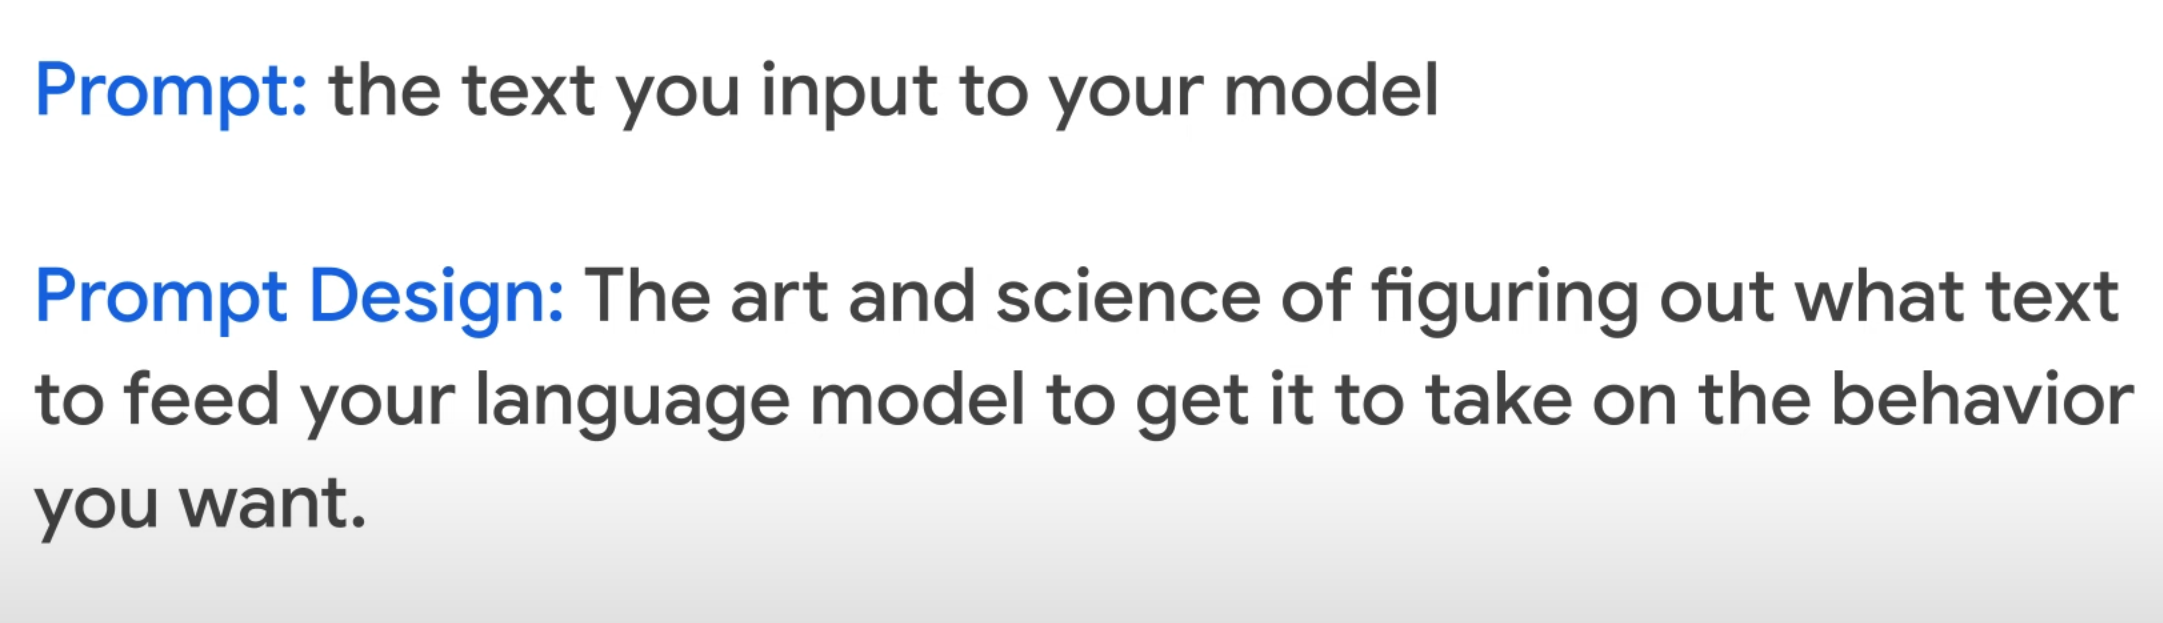 Prompt: the text you input to your model
Prompt Design: The art and science of figuring out what text
to feed your language model to get it to take on the behavior
you want.